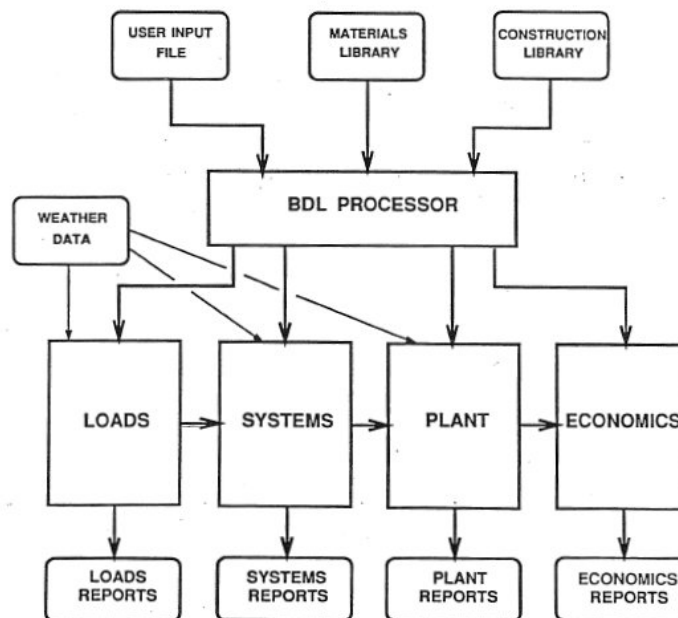 USER INPUT
FILE
MATERIALS
LIBRARY
CONSTRUCTION
LIBRARY
BDL PROCESSOR
WEATHER
DATA
LOADS
SYSTEMS
PLANT
ECONOMICS
LOADS
REPORTS
SYSTEMS
REPORTS
PLANT
REPORTS
ECONOMICS
REPORTS